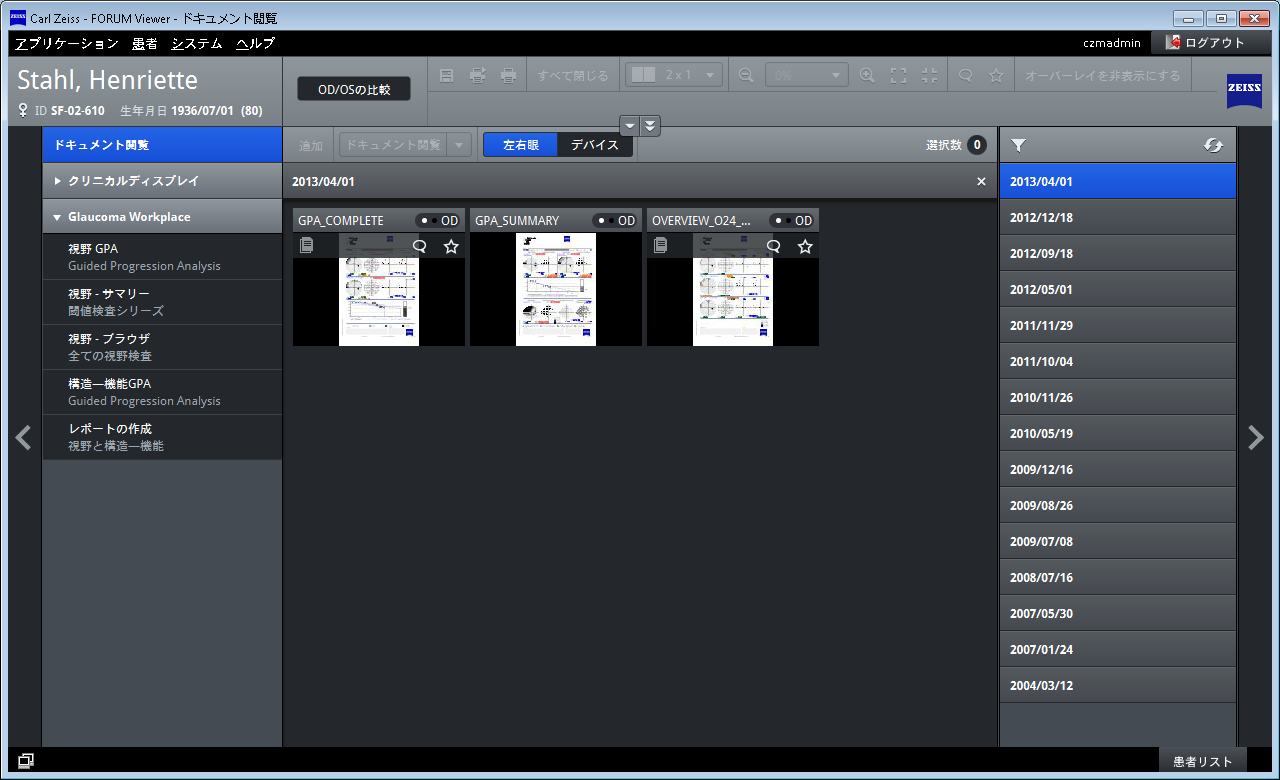 ZEISS Carl Zeiss - FORUM Viewer - ドキュメント閲覧
アプリケーション 患者 システム ヘルプ
czmadmin ログアウト
Stahl, Henriette
ID SF-02-610 生年月日 1936/07/01 (80)
OD/OSの比較
すべて閉じる
2 x 1
0%
オーバーレイを非表示にする
ZEISS
ドキュメント閲覧
クリニカルディスプレイ
Glaucoma Workplace
視野 GPA
Guided Progression Analysis
視野 - サマリー
閾値検査シリーズ
視野 - ブラウザ
全ての視野検査
構造—機能GPA
Guided Progression Analysis
レポートの作成
視野と構造—機能
追加 ドキュメント閲覧 左右眼 デバイス
選択数 0
2013/04/01
GPA_COMPLETE OD
GPA_SUMMARY OD
OVERVIEW_O24_... OD
2013/04/01
2012/12/18
2012/09/18
2012/05/01
2011/11/29
2011/10/04
2010/11/26
2010/05/19
2009/12/16
2009/08/26
2009/07/08
2008/07/16
2007/05/30
2007/01/24
2004/03/12
患者リスト